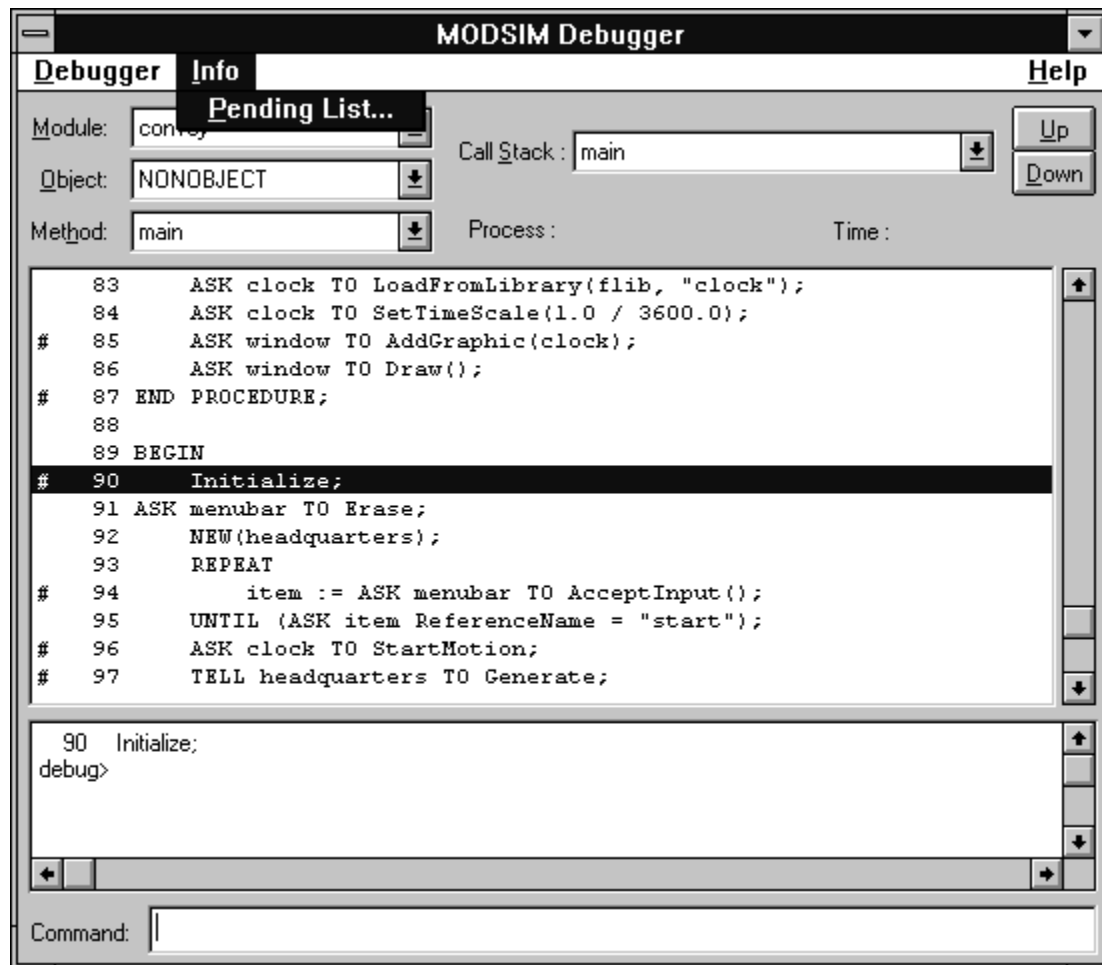 MODSIM Debugger
Debugger Info Help
Pending List...
Module:
Call Stack : main
Up
Object: NONOBJECT
Down
Method: main
Process :
Time :
83 ASK clock TO LoadFromLibrary(flib, "clock");
84 ASK clock TO SetTimeScale(1.0 / 3600.0);
# 85 ASK window TO AddGraphic(clock);
86 ASK window TO Draw();
# 87 END PROCEDURE;
88
89 BEGIN
# 90 Initialize;
91 ASK menubar TO Erase;
92 NEW(headquarters);
93 REPEAT
# 94 item := ASK menubar TO AcceptInput();
95 UNTIL (ASK item ReferenceName = "start");
# 96 ASK clock TO StartMotion;
# 97 TELL headquarters TO Generate;
90 Initialize;
debug>
Command: